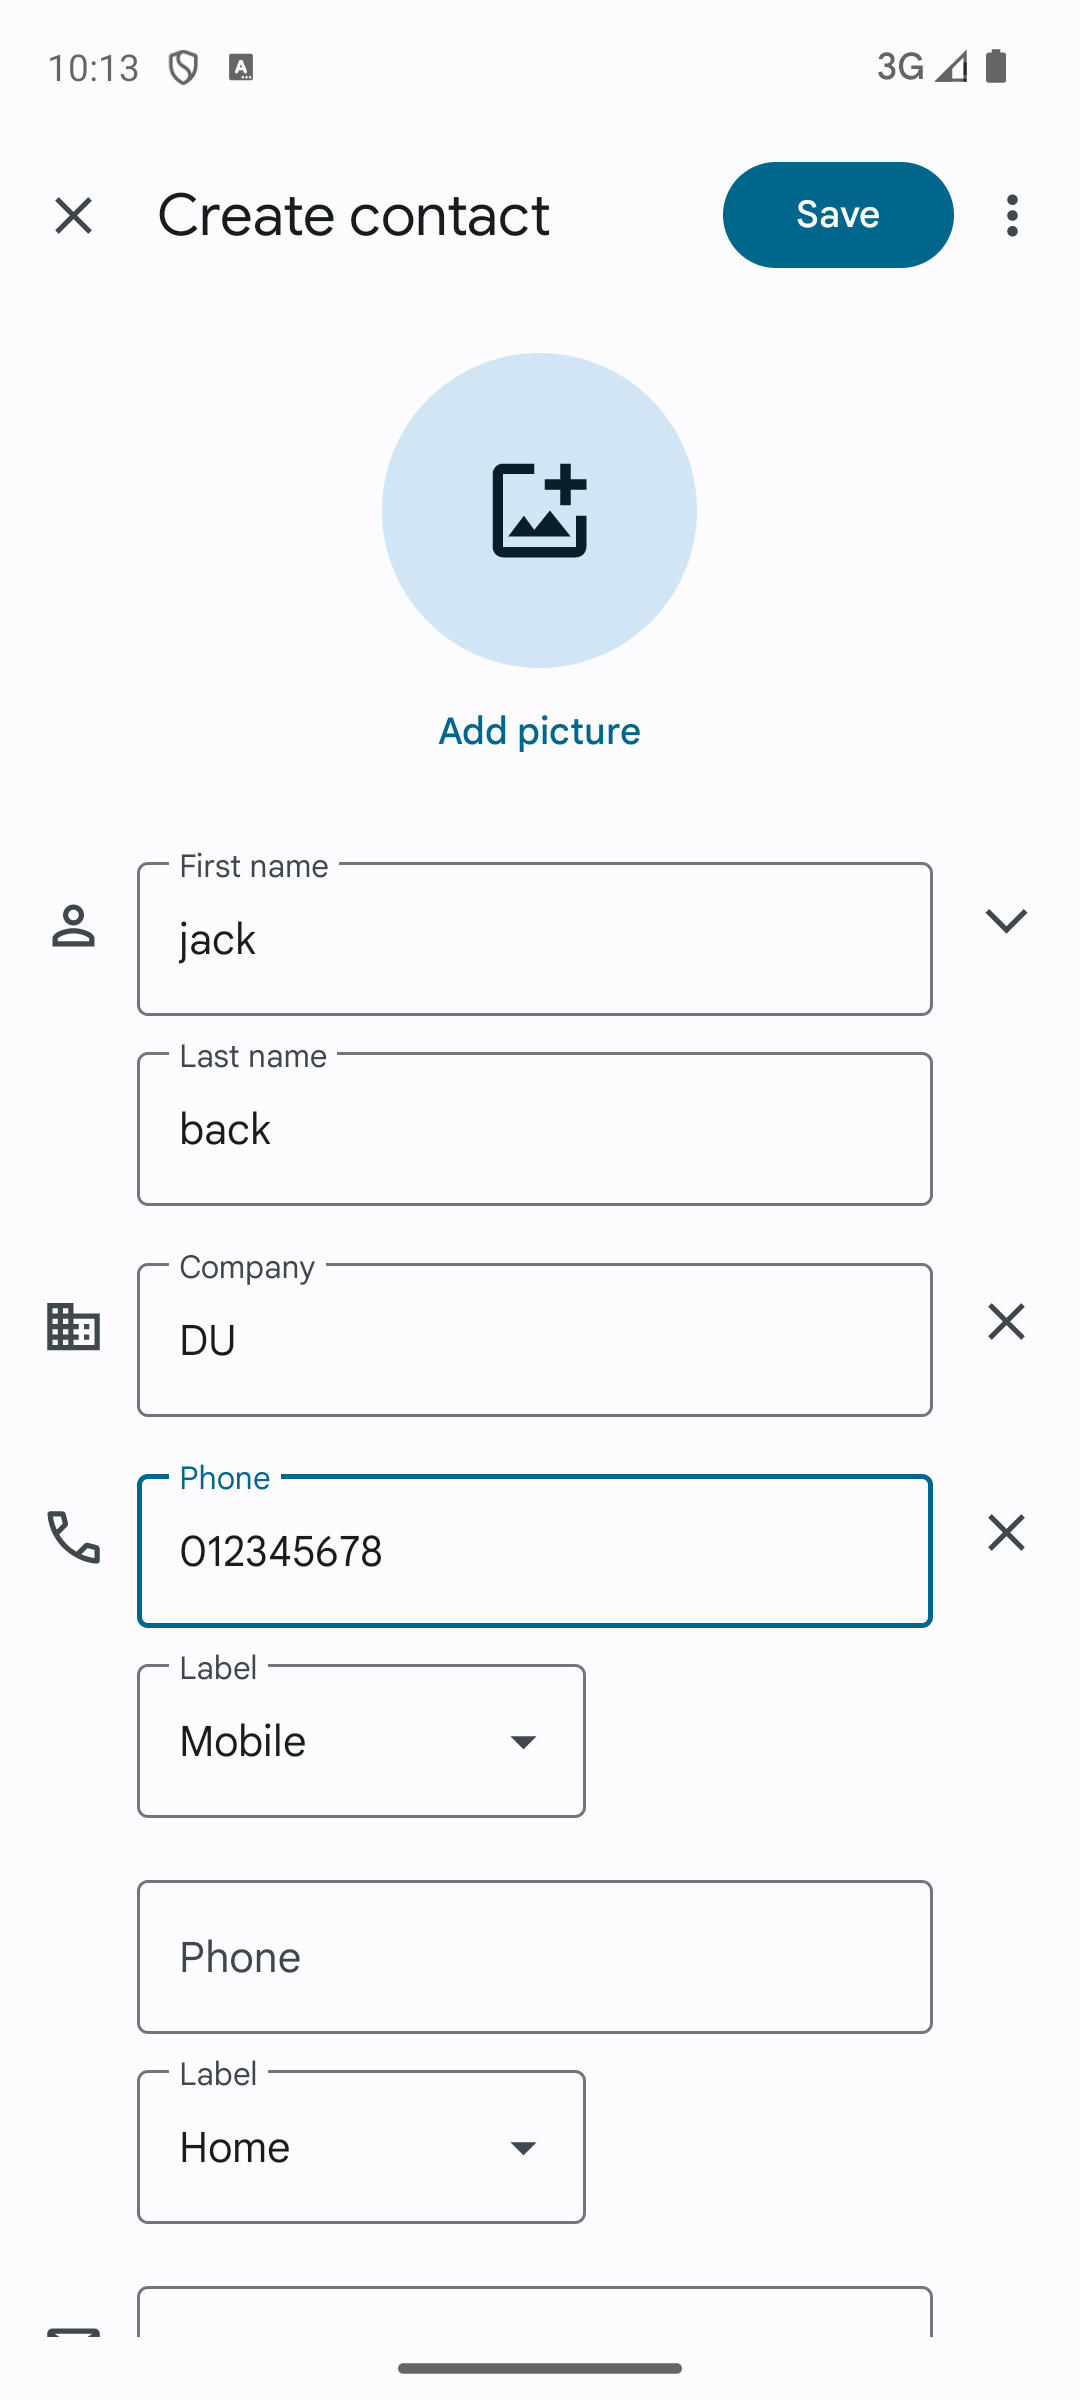 10:13
3G
Create contact
Save
Add picture
First name
jack
Last name
back
Company
DU
Phone
012345678
Label
Mobile
Phone
Label
Home